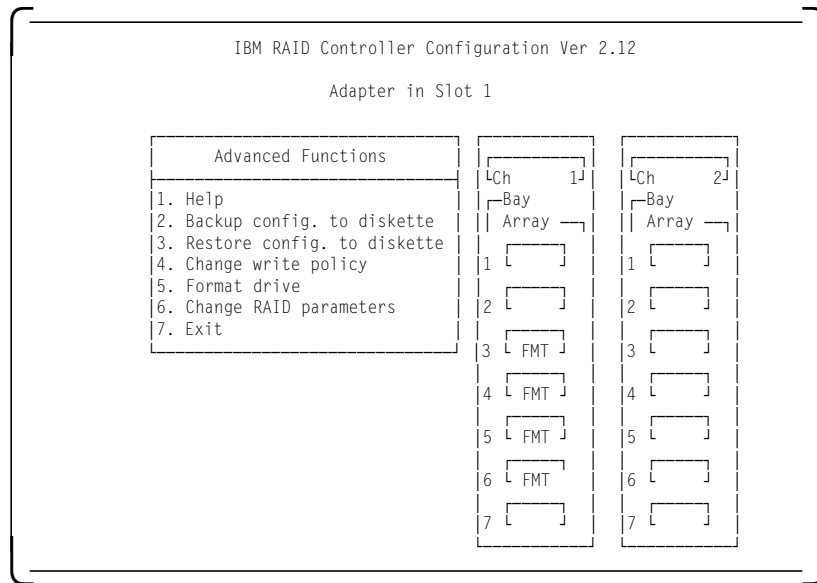 IBM RAID Controller Configuration Ver 2.12
Adapter in Slot 1
Advanced Functions
1. Help
2. Backup config. to diskette
3. Restore config. to diskette
4. Change write policy
5. Format drive
6. Change RAID parameters
7. Exit
Ch 1
Bay
Array
1
2
3 FMT
4 FMT
5 FMT
6 FMT
7
Ch 2
Bay
Array
1
2
3
4
5
6
7